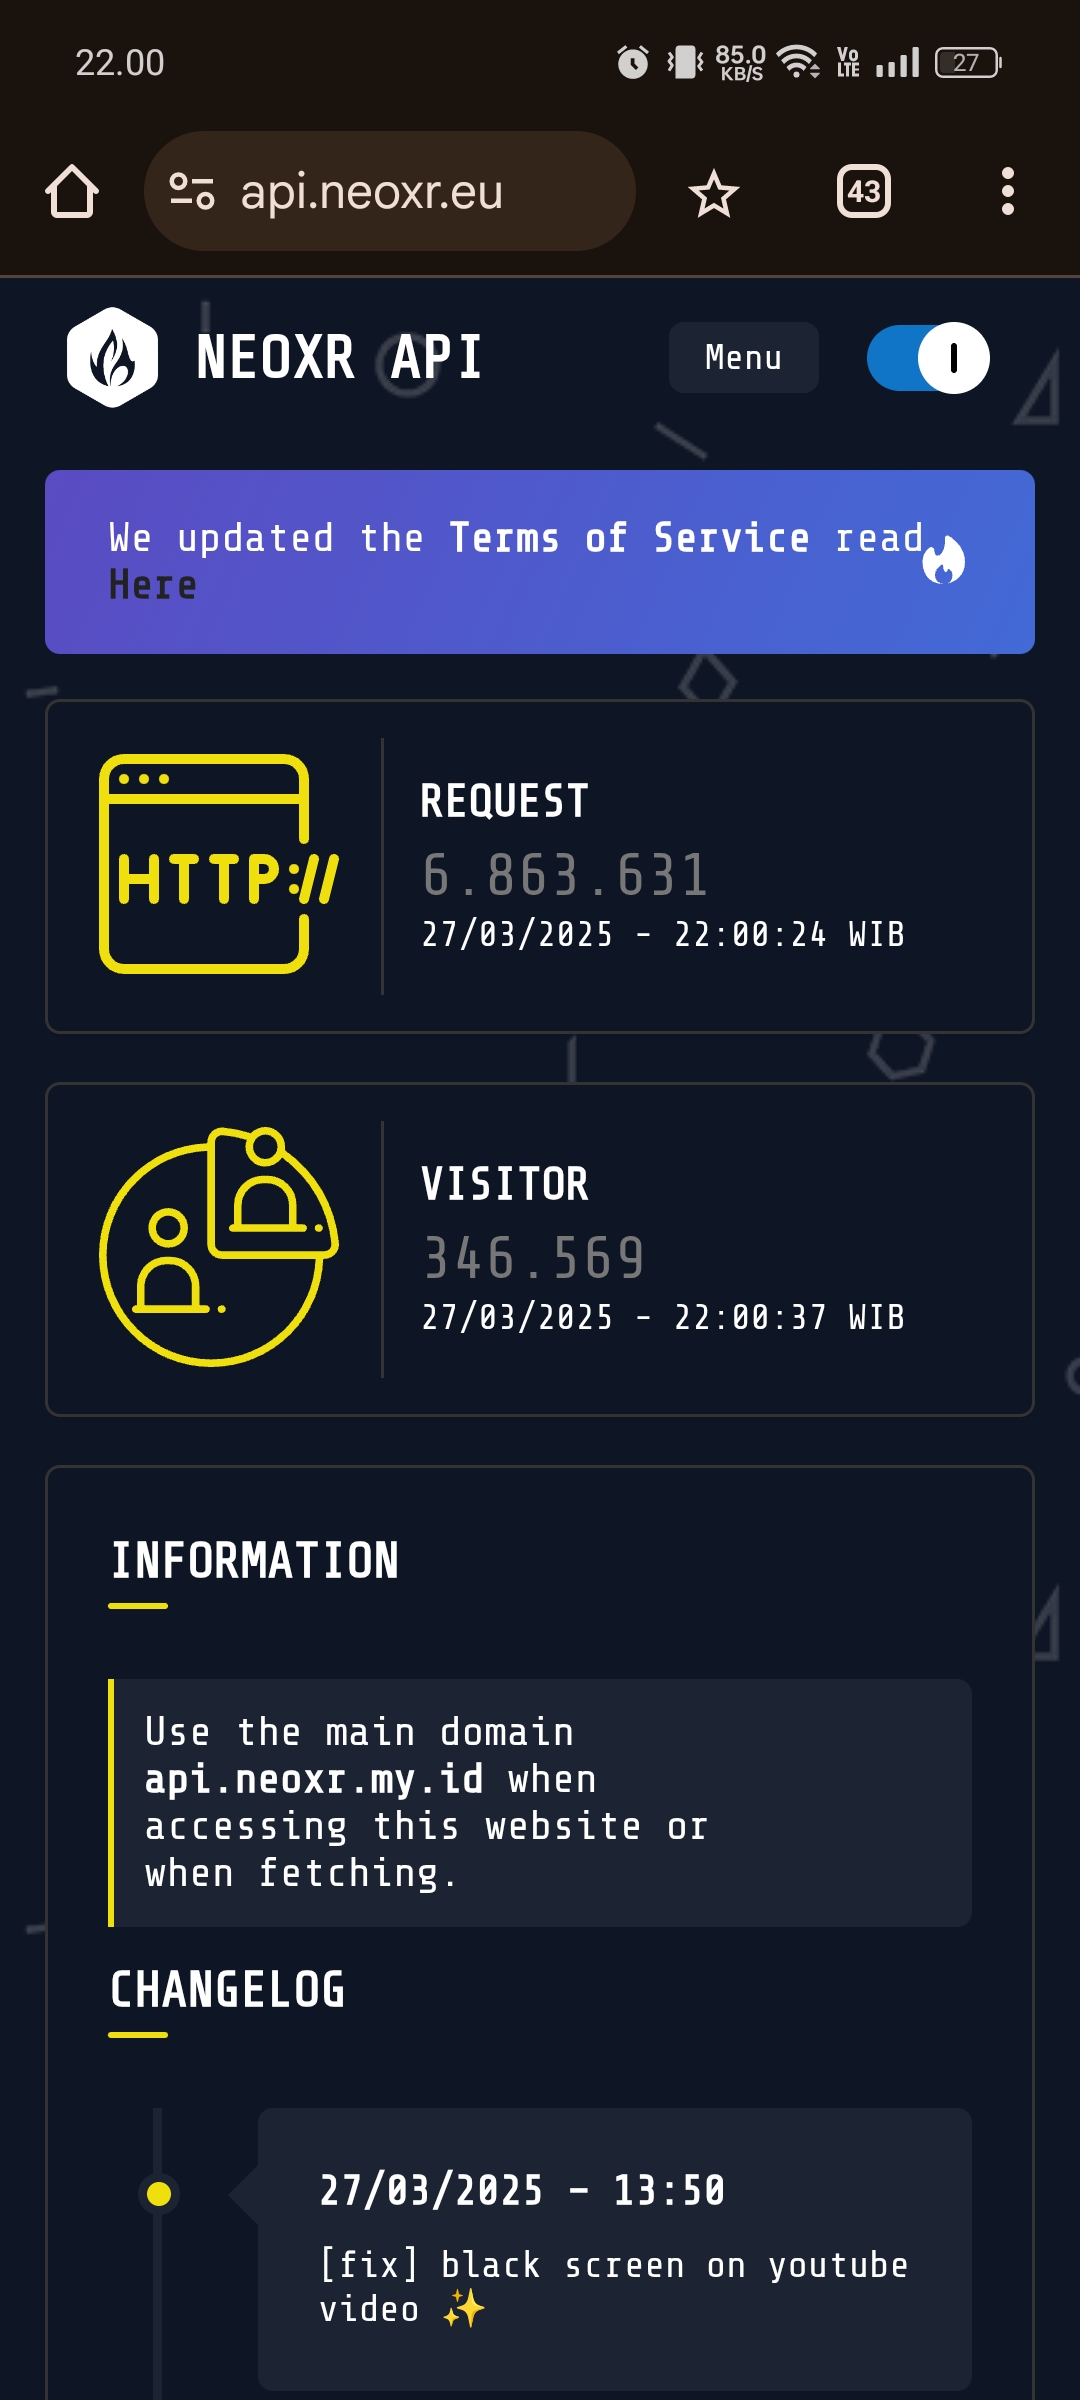 22.00
85.0
KB/S
Vo
LTE
27
api.neoxr.eu
43
NEOXR API
Menu
We updated the Terms of Service read
Here
HTTP://
REQUEST
6.863.631
27/03/2025 - 22:00:24 WIB
VISITOR
346.569
27/03/2025 - 22:00:37 WIB
INFORMATION
Use the main domain
api.neoxr.my.id when
accessing this website or
when fetching.
CHANGELOG
27/03/2025 - 13:50
[fix] black screen on youtube
video ✨